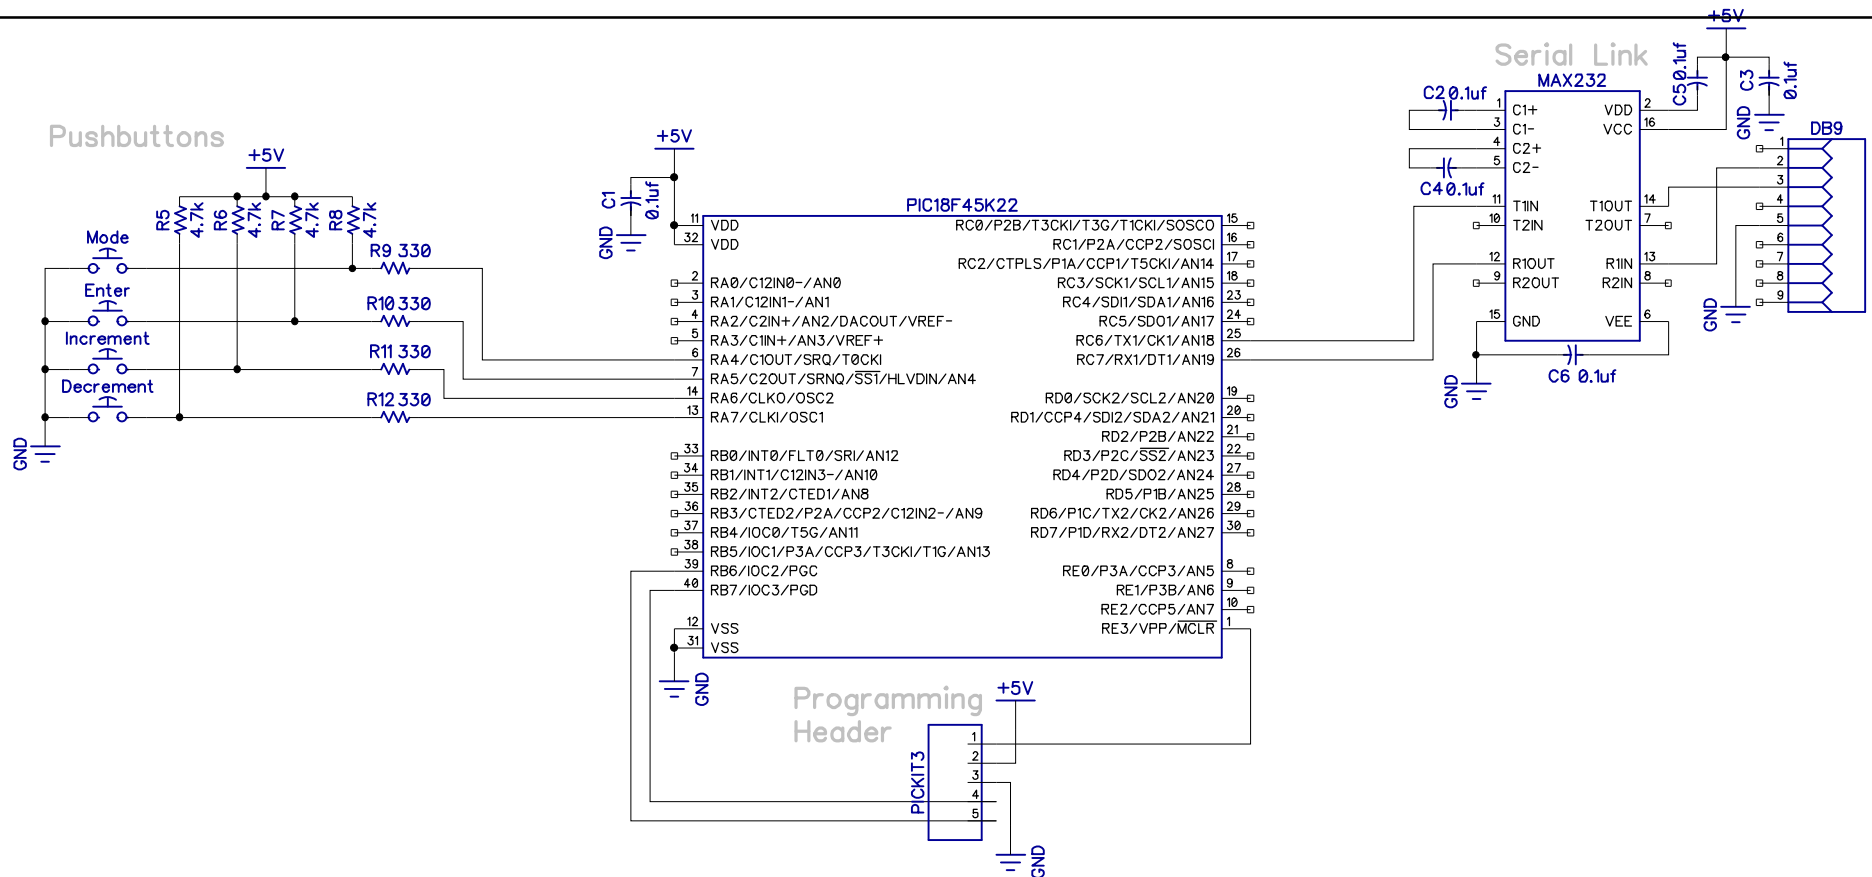 +5V
Serial Link
MAX232
C2 0.1uf
C5 0.1uf
C3 0.1uf
GND
1 C1+
3 C1-
4 C2+
5 C2-
C4 0.1uf
11 T1IN
10 T2IN
12 R1OUT
9 R2OUT
15 GND
VDD 2
VCC 16
T1OUT 14
T2OUT 7
R1IN 13
R2IN 8
VEE 6
C6 0.1uf
GND
DB9
1
2
3
4
5
6
7
8
9
GND
Pushbuttons
+5V
R5 4.7k
R6 4.7k
R7 4.7k
R8 4.7k
Mode
R9 330
Enter
R10 330
Increment
R11 330
Decrement
R12 330
GND
+5V
C1 0.1uf
GND
PIC18F45K22
11 VDD
32 VDD
2 RA0/C12IN0-/AN0
3 RA1/C12IN1-/AN1
4 RA2/C2IN+/AN2/DACOUT/VREF-
5 RA3/C1IN+/AN3/VREF+
6 RA4/C1OUT/SRQ/T0CKI
7 RA5/C2OUT/SRNQ/SS1/HLVDIN/AN4
14 RA6/CLKO/OSC2
13 RA7/CLKI/OSC1
33 RB0/INT0/FLT0/SRI/AN12
34 RB1/INT1/C12IN3-/AN10
35 RB2/INT2/CTED1/AN8
36 RB3/CTED2/P2A/CCP2/C12IN2-/AN9
37 RB4/IOC0/T5G/AN11
38 RB5/IOC1/P3A/CCP3/T3CKI/T1G/AN13
39 RB6/IOC2/PGC
40 RB7/IOC3/PGD
12 VSS
31 VSS
GND
RC0/P2B/T3CKI/T3G/T1CKI/SOSCO 15
RC1/P2A/CCP2/SOSCI 16
RC2/CTPLS/P1A/CCP1/T5CKI/AN14 17
RC3/SCK1/SCL1/AN15 18
RC4/SDI1/SDA1/AN16 23
RC5/SDO1/AN17 24
RC6/TX1/CK1/AN18 25
RC7/RX1/DT1/AN19 26
RD0/SCK2/SCL2/AN20 19
RD1/CCP4/SDI2/SDA2/AN21 20
RD2/P2B/AN22 21
RD3/P2C/SS2/AN23 22
RD4/P2D/SDO2/AN24 27
RD5/P1B/AN25 28
RD6/P1C/TX2/CK2/AN26 29
RD7/P1D/RX2/DT2/AN27 30
RE0/P3A/CCP3/AN5 8
RE1/P3B/AN6 9
RE2/CCP5/AN7 10
RE3/VPP/MCLR 1
Programming
Header
+5V
PICKIT3
1
2
3
4
5
GND